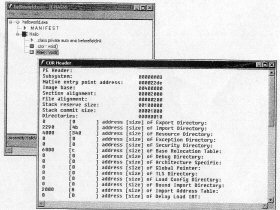 helloworld.exe
MANIFEST
Hello
.class private auto ansi beforefieldinit
.ctor : void()
Main : void()
COR Header
PE Header:
Subsystem: 00000003
Native entry point address:
Image base: 00400000
Section alignment:
File alignment: 00000200
Stack reserve size: 00100000
Stack commit size: 00001000
Directories: 00000010
0 [0 ] address [size] of Export Directory:
[4b ] address [size] of Import Directory:
4000 ] address [size] of Resource Directory:
0 [0 ] address [size] of Exception Directory:
0 [0 ] address [size] of Security Directory:
6000 [c ] address [size] of Base Relocation Table:
0 [0 ] address [size] of Debug Directory:
0 [0 ] address [size] of Architecture Specific:
0 [0 ] address [size] of Global Pointer:
0 [0 ] address [size] of TLS Directory:
0 [0 ] address [size] of Load Config Directory:
0 [0 ] address [size] of Bound Import Directory:
2000 [8 ] address [size] of Import Address Table:
0 [0 ] address [size] of Delay Load IAT: